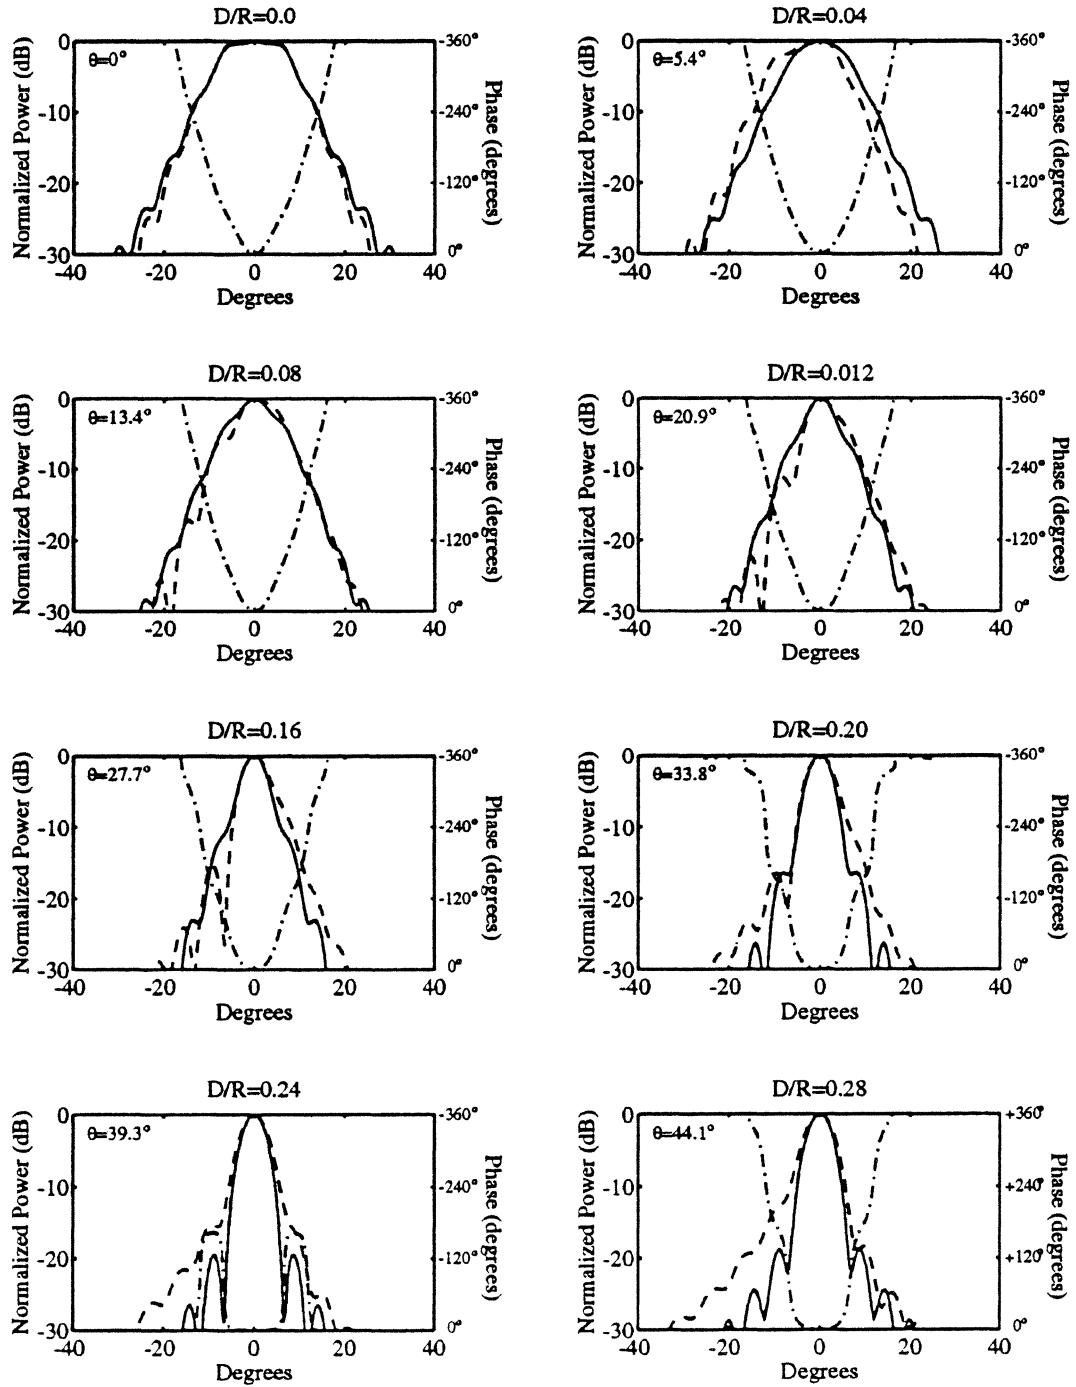 D/R=0.0
θ=0°
Normalized Power (dB)
0
-10
-20
-30
-360°
-240°
-120°
0°
Phase (degrees)
-40 -20 0 20 40
Degrees
D/R=0.04
θ=5.4°
Normalized Power (dB)
0
-10
-20
-30
-360°
-240°
-120°
0°
Phase (degrees)
-40 -20 0 20 40
Degrees
D/R=0.08
θ=13.4°
Normalized Power (dB)
0
-10
-20
-30
-360°
-240°
-120°
0°
Phase (degrees)
-40 -20 0 20 40
Degrees
D/R=0.012
θ=20.9°
Normalized Power (dB)
0
-10
-20
-30
-360°
-240°
-120°
0°
Phase (degrees)
-40 -20 0 20 40
Degrees
D/R=0.16
θ=27.7°
Normalized Power (dB)
0
-10
-20
-30
-360°
-240°
-120°
0°
Phase (degrees)
-40 -20 0 20 40
Degrees
D/R=0.20
θ=33.8°
Normalized Power (dB)
0
-10
-20
-30
-360°
-240°
-120°
0°
Phase (degrees)
-40 -20 0 20 40
Degrees
D/R=0.24
θ=39.3°
Normalized Power (dB)
0
-10
-20
-30
-360°
-240°
-120°
0°
Phase (degrees)
-40 -20 0 20 40
Degrees
D/R=0.28
θ=44.1°
Normalized Power (dB)
0
-10
-20
-30
+360°
+240°
+120°
0°
Phase (degrees)
-40 -20 0 20 40
Degrees